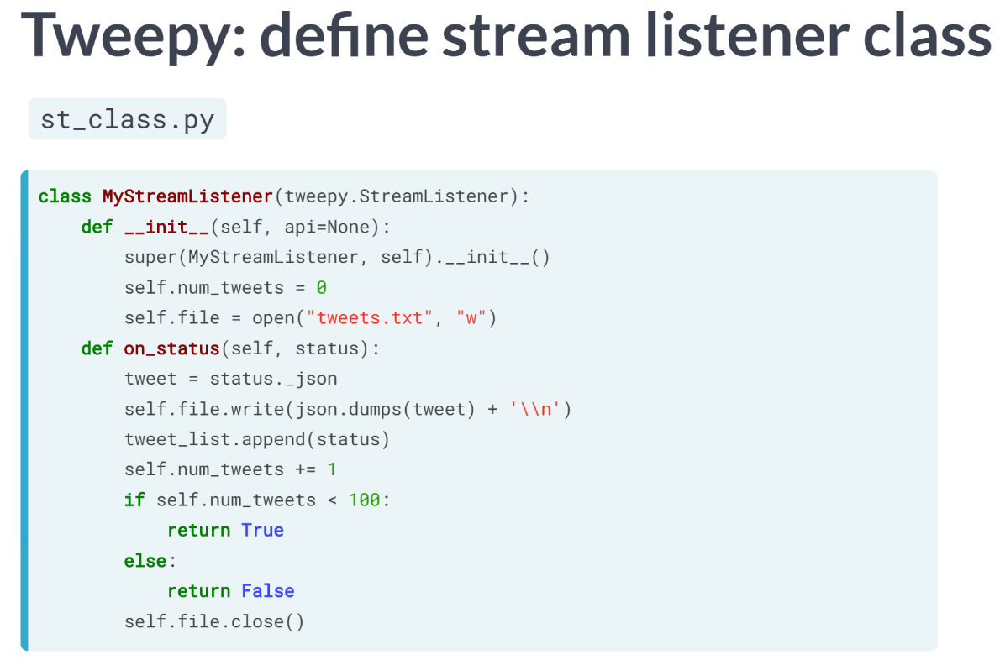 Tweepy: define stream listener class
st_class.py
class MyStreamListener(tweepy.StreamListener):
    def __init__(self, api=None):
        super(MyStreamListener, self).__init__()
        self.num_tweets = 0
        self.file = open("tweets.txt", "w")
    def on_status(self, status):
        tweet = status._json
        self.file.write(json.dumps(tweet) + '\\n')
        tweet_list.append(status)
        self.num_tweets += 1
        if self.num_tweets < 100:
            return True
        else:
            return False
        self.file.close()